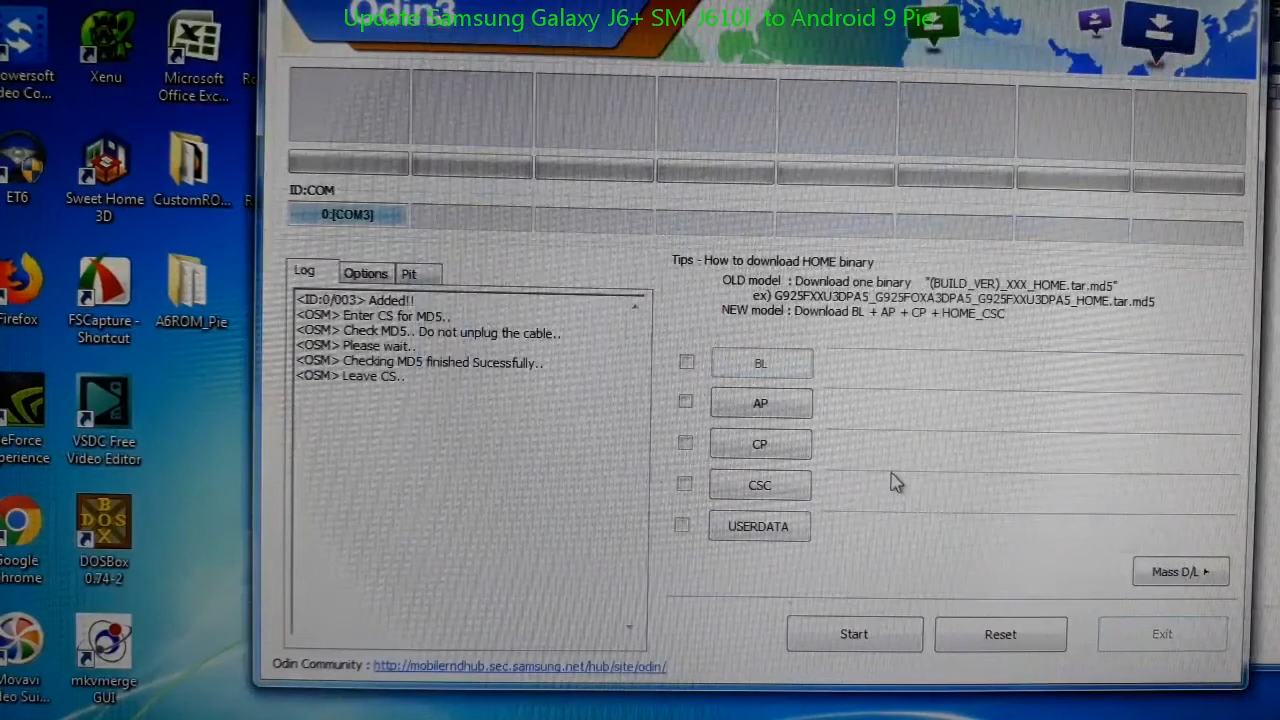 Update Samsung Galaxy J6+ SM-J610F to Android 9 Pie
Odin3
owersoft
deo Co...
Xenu
Microsoft
Office Exc...
ET6
Sweet Home
3D
CustomRO...
Firefox
FSCapture -
Shortcut
A6ROM_Pie
eForce
xperience
VSDC Free
Video Editor
BOX
DOS
Google
hrome
DOSBox
0.74-2
Movavi
deo Sui...
mkvmerge
GUI
ID:COM
0:[COM3]
Log
Options
Pit
<ID:0/003> Added!!
<OSM> Enter CS for MD5..
<OSM> Check MD5.. Do not unplug the cable..
<OSM> Please wait..
<OSM> Checking MD5 finished Sucessfully..
<OSM> Leave CS..
Tips - How to download HOME binary
OLD model : Download one binary "(BUILD_VER)_XXX_HOME.tar.md5"
ex) G925FXXU3DPA5_G925FOXA3DPA5_G925FXXU3DPA5_HOME.tar.md5
NEW model : Download BL + AP + CP + HOME_CSC
BL
AP
CP
CSC
USERDATA
Mass D/L
Start
Reset
Exit
Odin Community : http://mobilerndhub.sec.samsung.net/hub/site/odin/